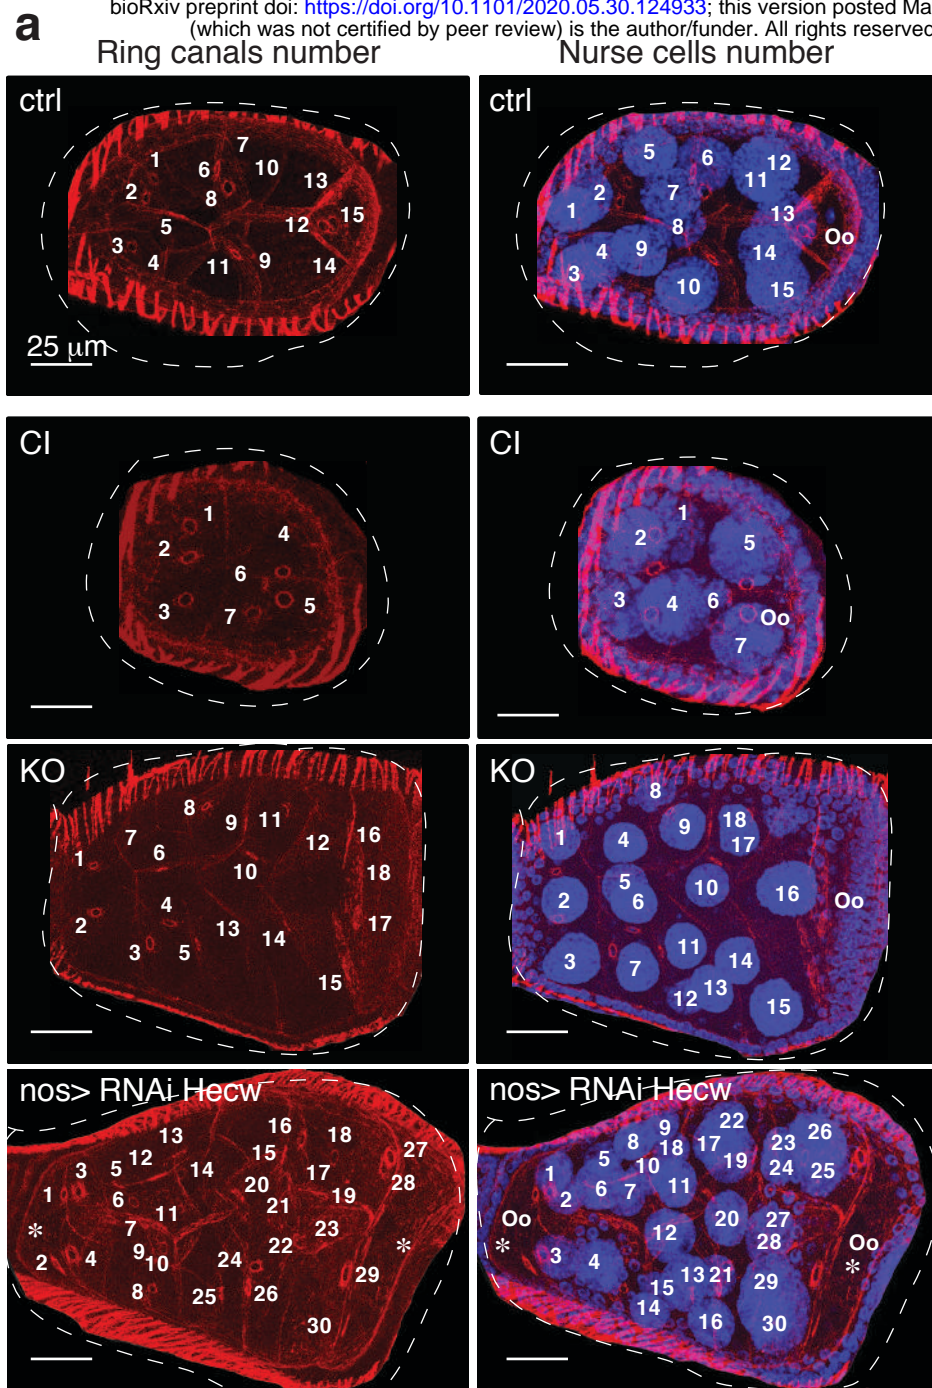 bioRxiv preprint doi: https://doi.org/10.1101/2020.05.30.124933; this version posted Ma
(which was not certified by peer review) is the author/funder. All rights reserved
a
Ring canals number
Nurse cells number
ctrl
1 2 3 4 5 6 7 8 9 10 11 12 13 14 15
25 μm
ctrl
1 2 3 4 5 6 7 8 9 10 11 12 13 14 15 Oo
CI
1 2 3 4 5 6 7
CI
1 2 3 4 5 6 7 Oo
KO
1 2 3 4 5 6 7 8 9 10 11 12 13 14 15 16 17 18
KO
1 2 3 4 5 6 7 8 9 10 11 12 13 14 15 16 17 18 Oo
nos> RNAi Hecw
1 2 3 4 5 6 7 8 9 10 11 12 13 14 15 16 17 18 19 20 21 22 23 24 25 26 27 28 29 30 * *
nos> RNAi Hecw
1 2 3 4 5 6 7 8 9 10 11 12 13 14 15 16 17 18 19 20 21 22 23 24 25 26 27 28 29 30 Oo * Oo *